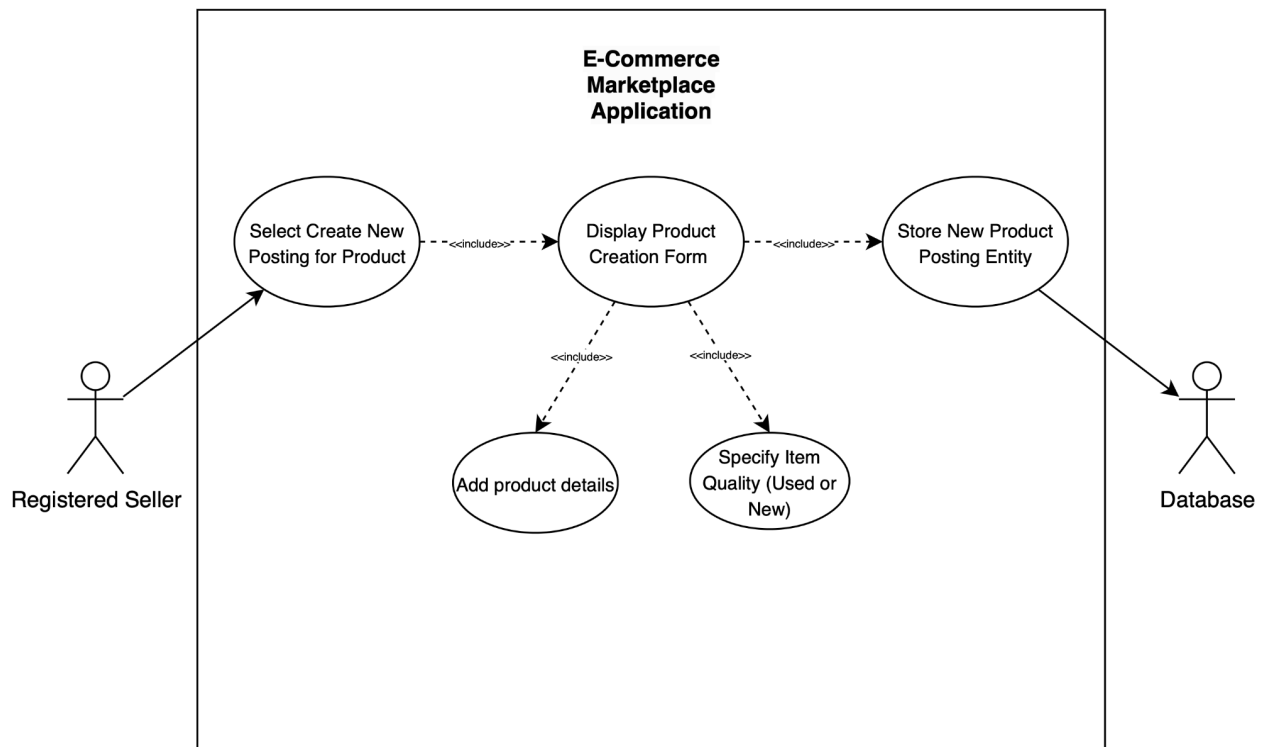 E-Commerce
Marketplace
Application
Select Create New
Posting for Product
<<include>>
Display Product
Creation Form
<<include>>
Store New Product
Posting Entity
<<include>>
<<include>>
Add product details
Specify Item
Quality (Used or
New)
Registered Seller
Database